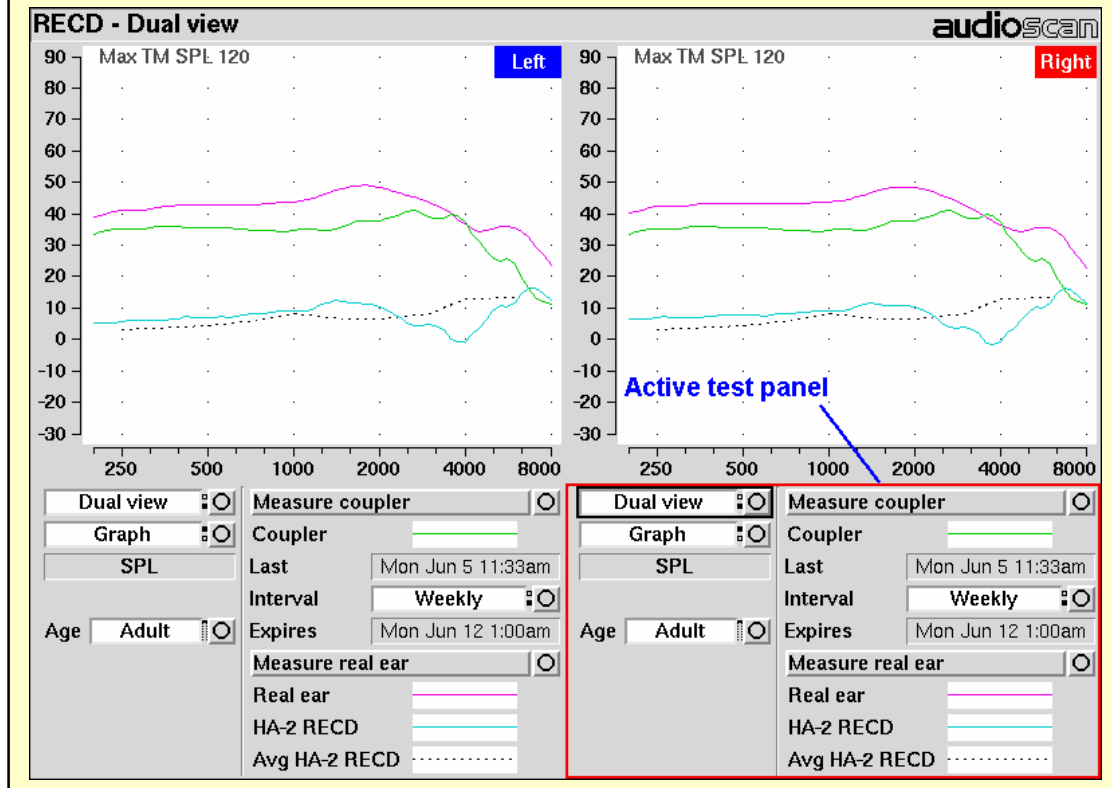 RECD - Dual view audioscan
Max TM SPL 120 Left
90
80
70
60
50
40
30
20
10
0
-10
-20
-30
250 500 1000 2000 4000 8000
Max TM SPL 120 Right
90
80
70
60
50
40
30
20
10
0
-10
-20
-30
Active test panel
250 500 1000 2000 4000 8000
Dual view Measure coupler
Graph Coupler
SPL Last Mon Jun 5 11:33am
Interval Weekly
Age Adult Expires Mon Jun 12 1:00am
Measure real ear
Real ear
HA-2 RECD
Avg HA-2 RECD
Dual view Measure coupler
Graph Coupler
SPL Last Mon Jun 5 11:33am
Interval Weekly
Age Adult Expires Mon Jun 12 1:00am
Measure real ear
Real ear
HA-2 RECD
Avg HA-2 RECD